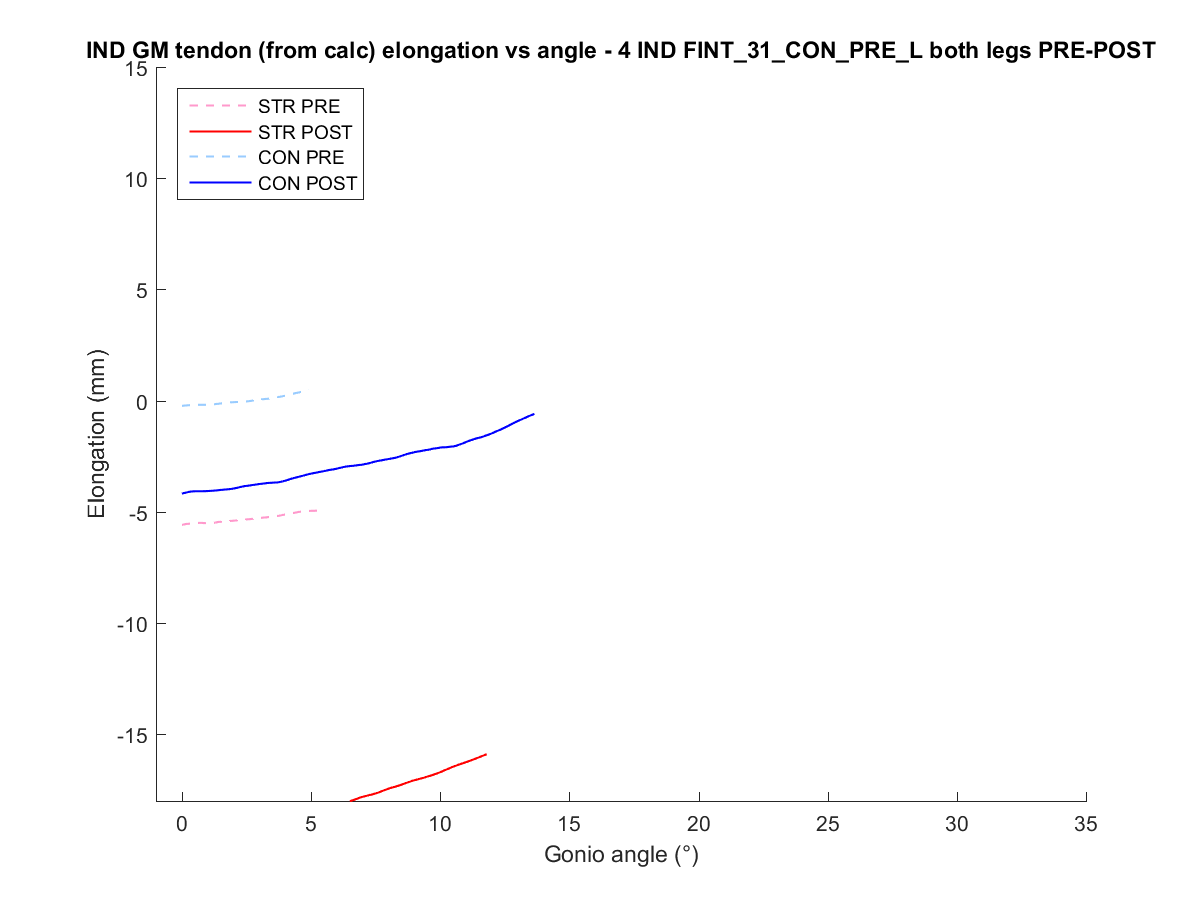 IND GM tendon (from calc) elongation vs angle - 4 IND FINT_31_CON_PRE_L both legs PRE-POST
15
10
5
0
-5
-10
-15
Elongation (mm)
STR PRE
STR POST
CON PRE
CON POST
0 5 10 15 20 25 30 35
Gonio angle (°)